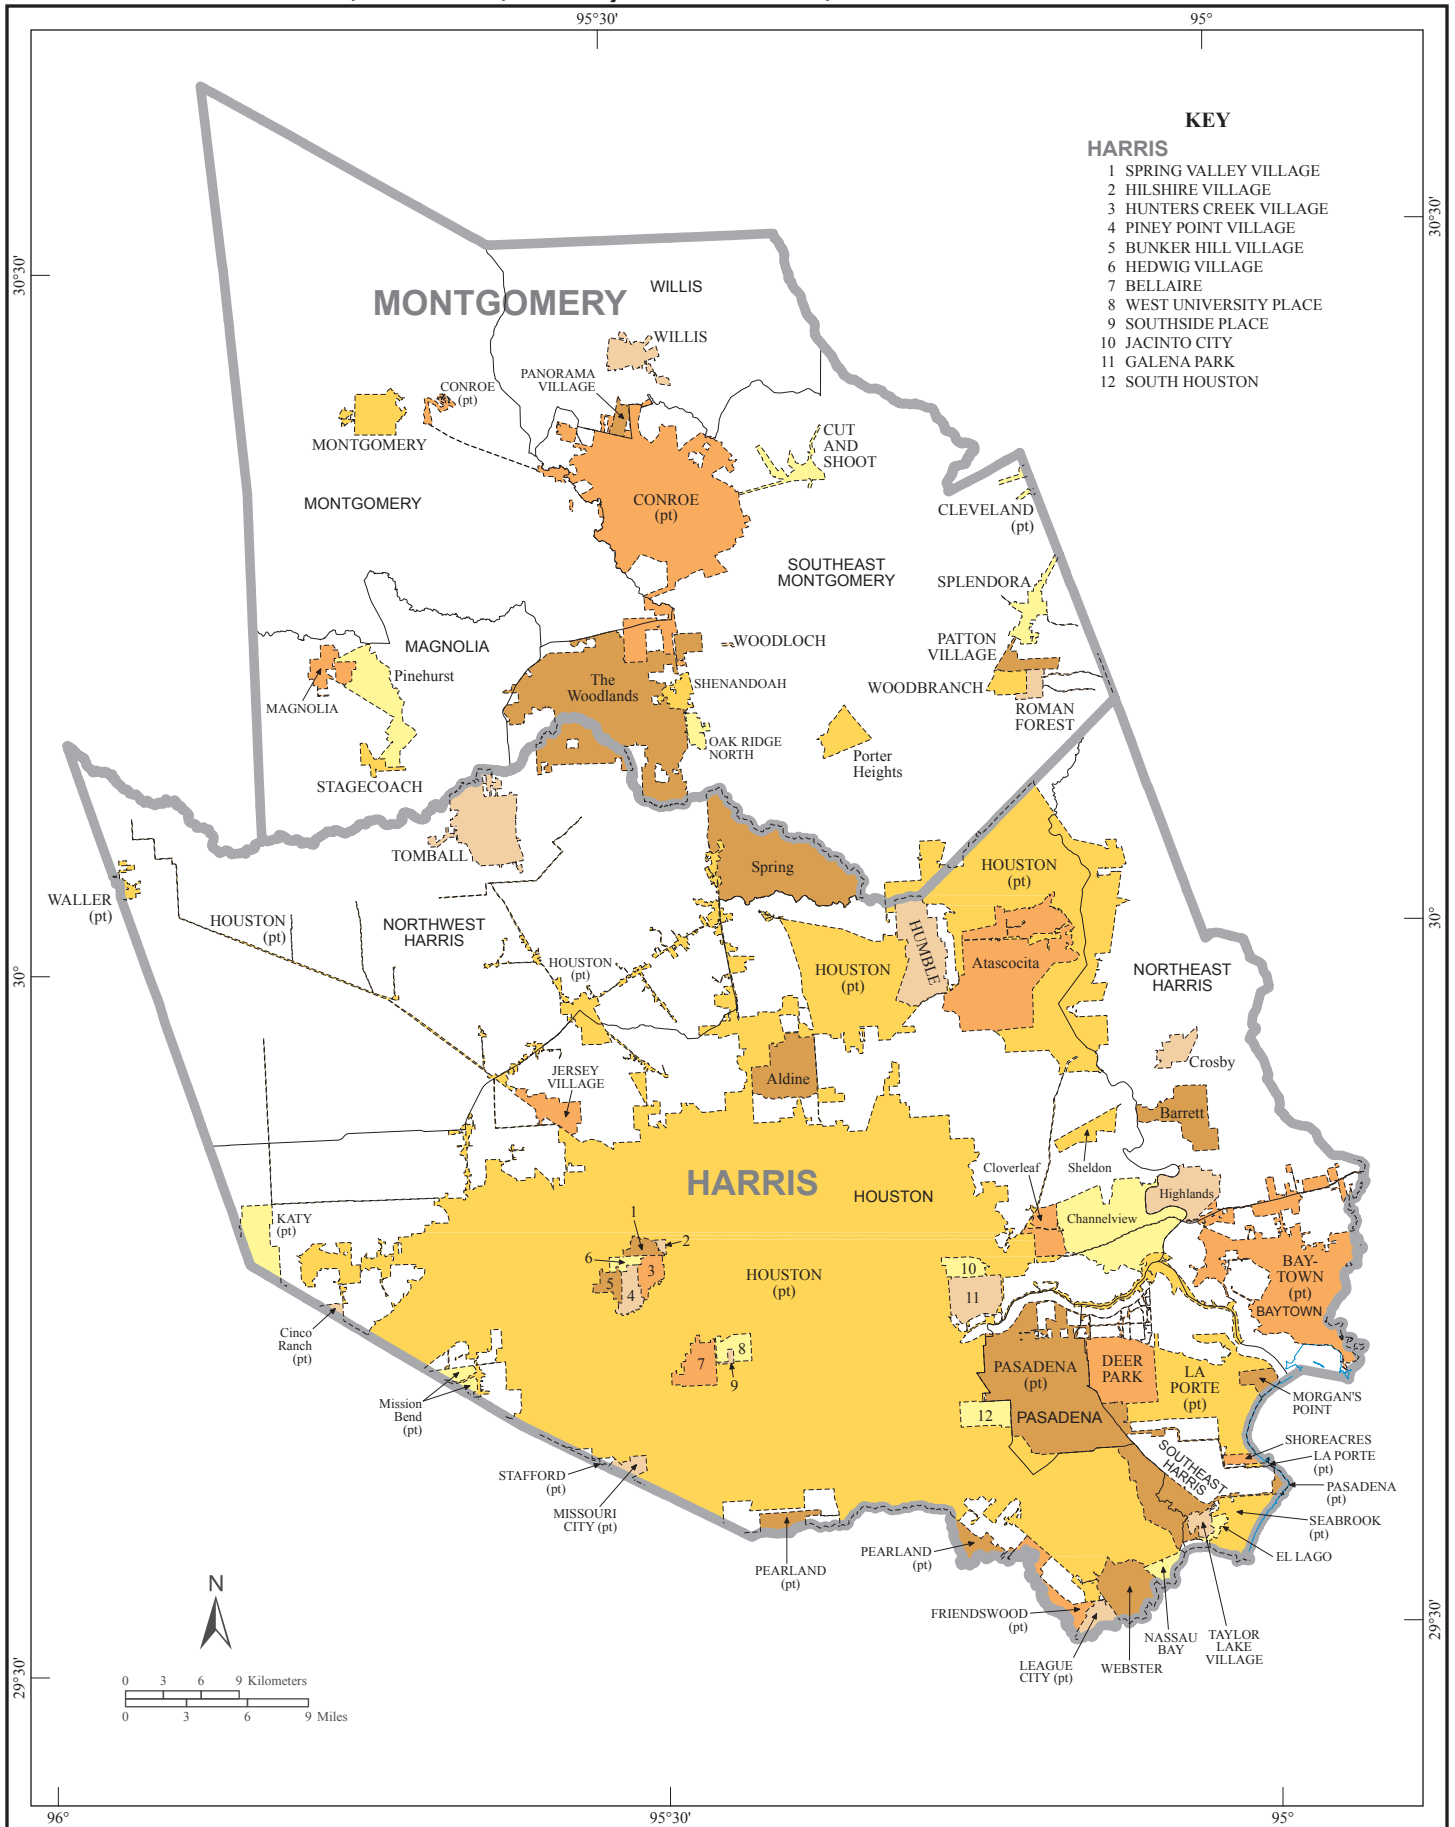 95°30'
95°
30°30'
30°30'
KEY
HARRIS
1 SPRING VALLEY VILLAGE
2 HILSHIRE VILLAGE
3 HUNTERS CREEK VILLAGE
4 PINEY POINT VILLAGE
5 BUNKER HILL VILLAGE
6 HEDWIG VILLAGE
7 BELLAIRE
8 WEST UNIVERSITY PLACE
9 SOUTHSIDE PLACE
10 JACINTO CITY
11 GALENA PARK
12 SOUTH HOUSTON
MONTGOMERY
WILLIS
WILLIS
PANORAMA
VILLAGE
CONROE
(pt)
MONTGOMERY
CUT
AND
SHOOT
MONTGOMERY
CONROE
(pt)
CLEVELAND
(pt)
SOUTHEAST
MONTGOMERY
SPLENDORA
MAGNOLIA
WOODLOCH
PATTON
VILLAGE
Pinehurst
The
Woodlands
SHENANDOAH
WOODBRANCH
MAGNOLIA
ROMAN
FOREST
OAK RIDGE
NORTH
Porter
Heights
STAGECOACH
TOMBALL
Spring
HOUSTON
(pt)
WALLER
(pt)
HOUSTON
(pt)
NORTHWEST
HARRIS
30°
30°
HUMBLE
HOUSTON
(pt)
HOUSTON
(pt)
Atascocita
NORTHEAST
HARRIS
Crosby
JERSEY
VILLAGE
Aldine
Barrett
Sheldon
Cloverleaf
HARRIS
HOUSTON
Highlands
Channelview
KATY
(pt)
1
2
6
3
5
4
HOUSTON
(pt)
10
11
BAY-
TOWN
(pt)
BAYTOWN
Cinco
Ranch
(pt)
7
8
9
PASADENA
(pt)
DEER
PARK
LA
PORTE
(pt)
MORGAN'S
POINT
Mission
Bend
(pt)
12
PASADENA
SOUTHEAST
HARRIS
SHOREACRES
LA PORTE
(pt)
PASADENA
(pt)
SEABROOK
(pt)
EL LAGO
STAFFORD
(pt)
MISSOURI
CITY (pt)
PEARLAND
(pt)
PEARLAND
(pt)
FRIENDSWOOD
(pt)
LEAGUE
CITY (pt)
WEBSTER
NASSAU
BAY
TAYLOR
LAKE
VILLAGE
N
0 3 6 9 Kilometers
0 3 6 9 Miles
29°30'
29°30'
96°
95°30'
95°